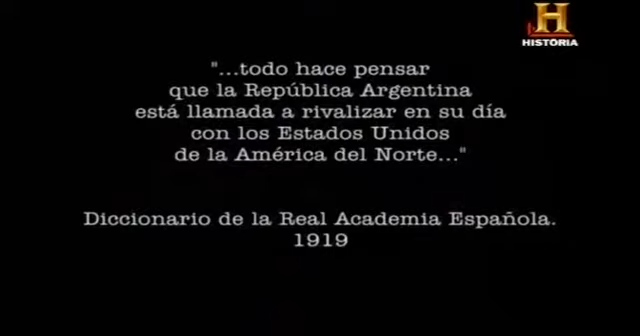 H
HISTORIA
"...todo hace pensar
que la República Argentina
está llamada a rivalizar en su día
con los Estados Unidos
de la América del Norte..."
Diccionario de la Real Academia Española.
1919